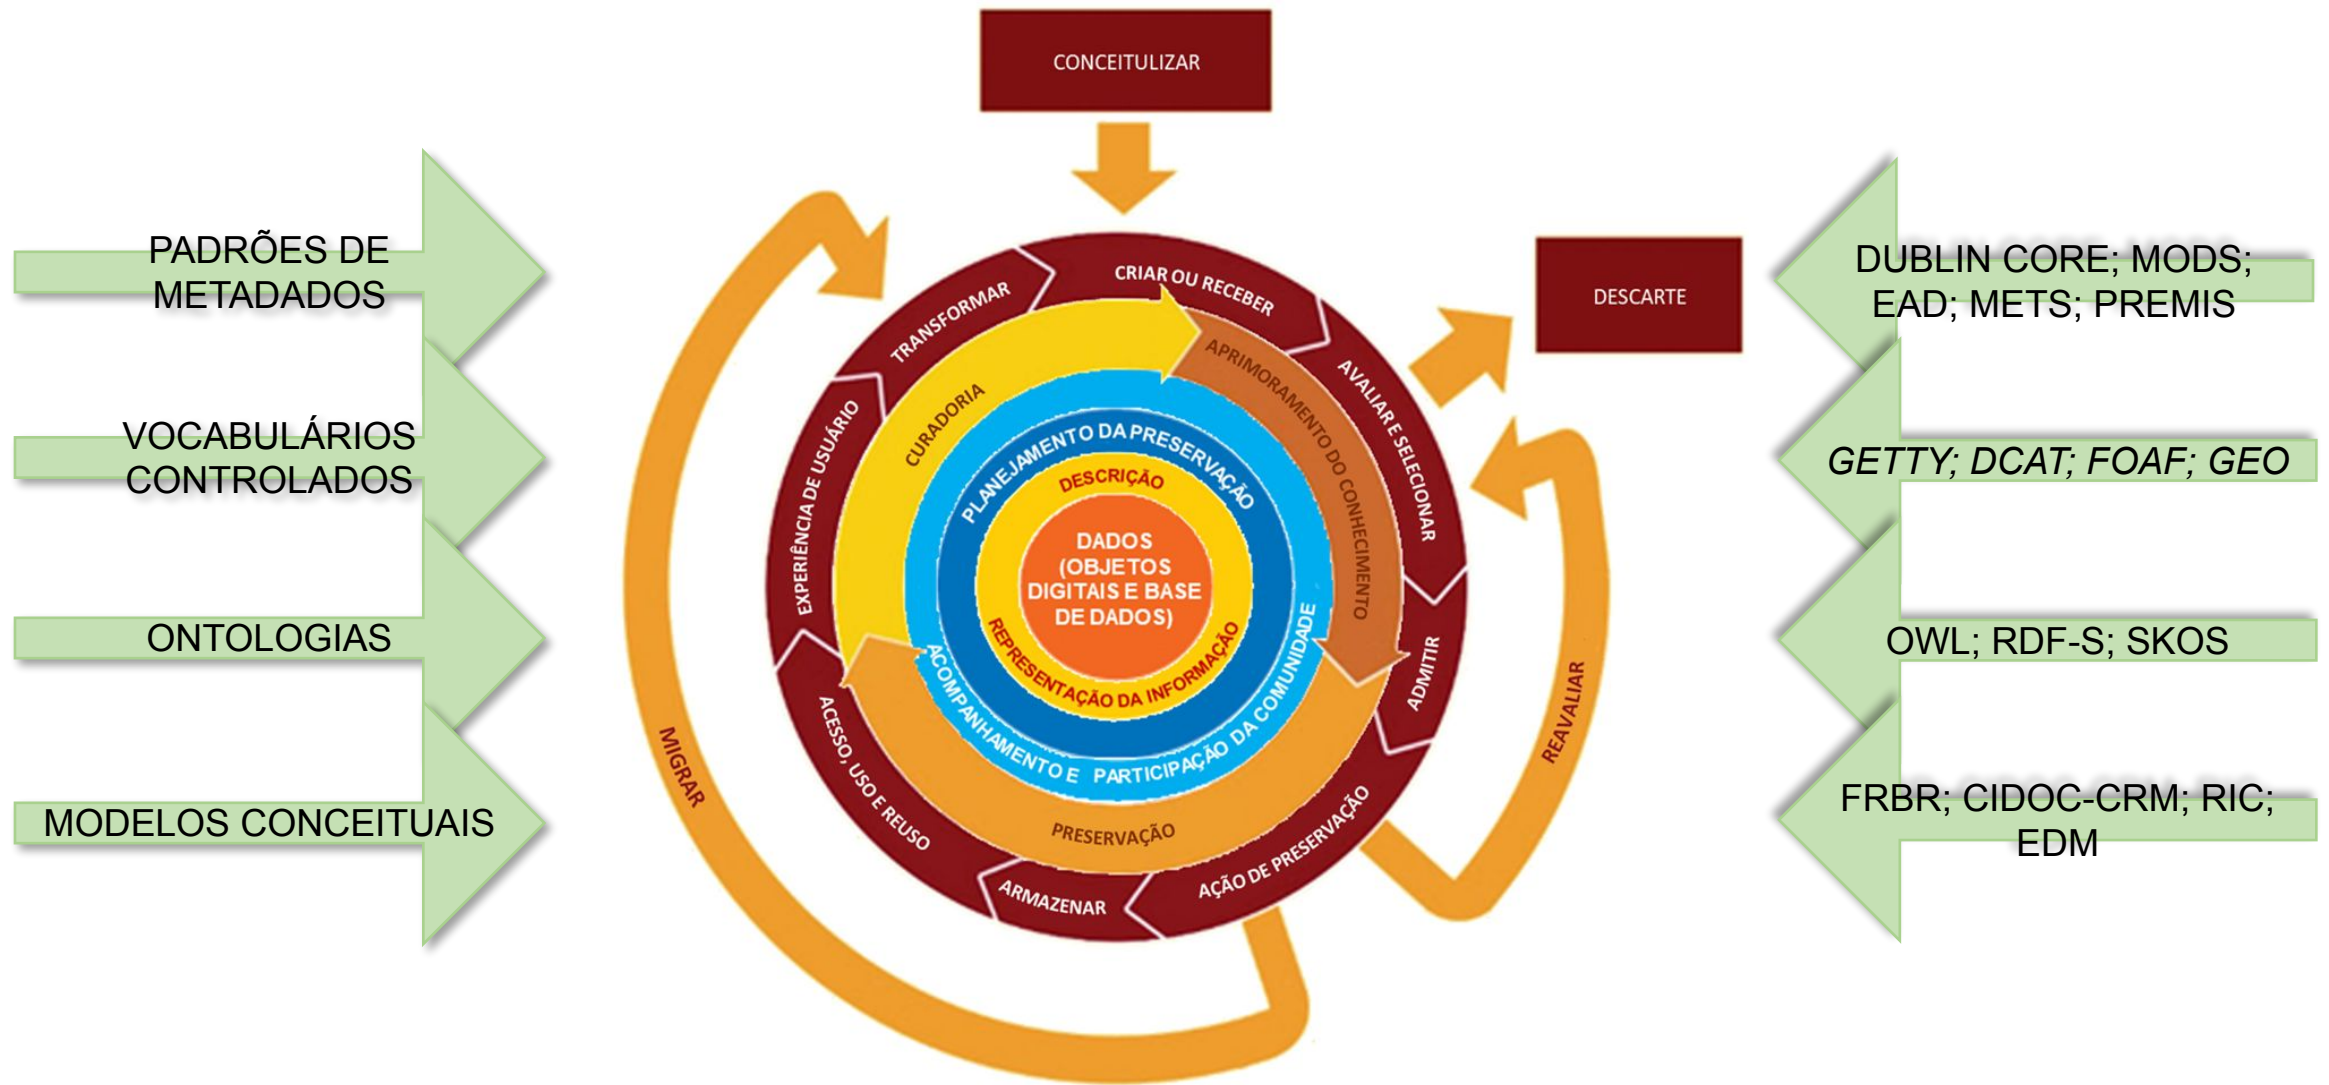 CONCEITULIZAR
PADRÕES DE
METADADOS
VOCABULÁRIOS
CONTROLADOS
ONTOLOGIAS
MODELOS CONCEITUAIS
CRIAR OU RECEBER
AVALIAR E SELECIONAR
ADMITIR
AÇÃO DE PRESERVAÇÃO
ARMAZENAR
ACESSO, USO E REUSO
EXPERIÊNCIA DE USUÁRIO
TRANSFORMAR
CURADORIA
APRIMORAMENTO DO CONHECIMENTO
PRESERVAÇÃO
PLANEJAMENTO DA PRESERVAÇÃO
ACOMPANHAMENTO E PARTICIPAÇÃO DA COMUNIDADE
DESCRIÇÃO
REPRESENTAÇÃO DA INFORMAÇÃO
DADOS
(OBJETOS
DIGITAIS E BASE
DE DADOS)
MIGRAR
REAVALIAR
DESCARTE
DUBLIN CORE; MODS;
EAD; METS; PREMIS
GETTY; DCAT; FOAF; GEO
OWL; RDF-S; SKOS
FRBR; CIDOC-CRM; RIC;
EDM